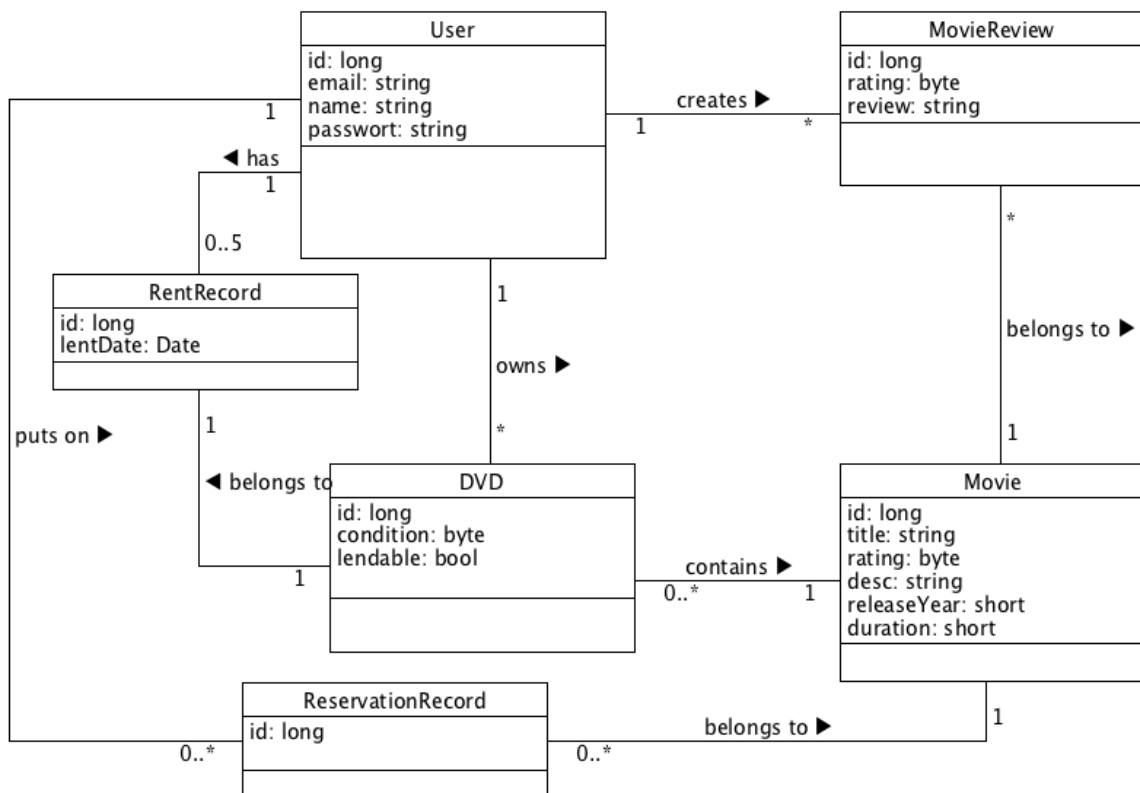 User
id: long
email: string
name: string
passwort: string
MovieReview
id: long
rating: byte
review: string
creates ▶
1
*
1
◀ has
1
0..5
RentRecord
id: long
lentDate: Date
1
owns ▶
*
*
belongs to ▶
1
puts on ▶
1
◀ belongs to
1
DVD
id: long
condition: byte
lendable: bool
contains ▶
0..*
1
Movie
id: long
title: string
rating: byte
desc: string
releaseYear: short
duration: short
ReservationRecord
id: long
0..*
0..*
belongs to ▶
1